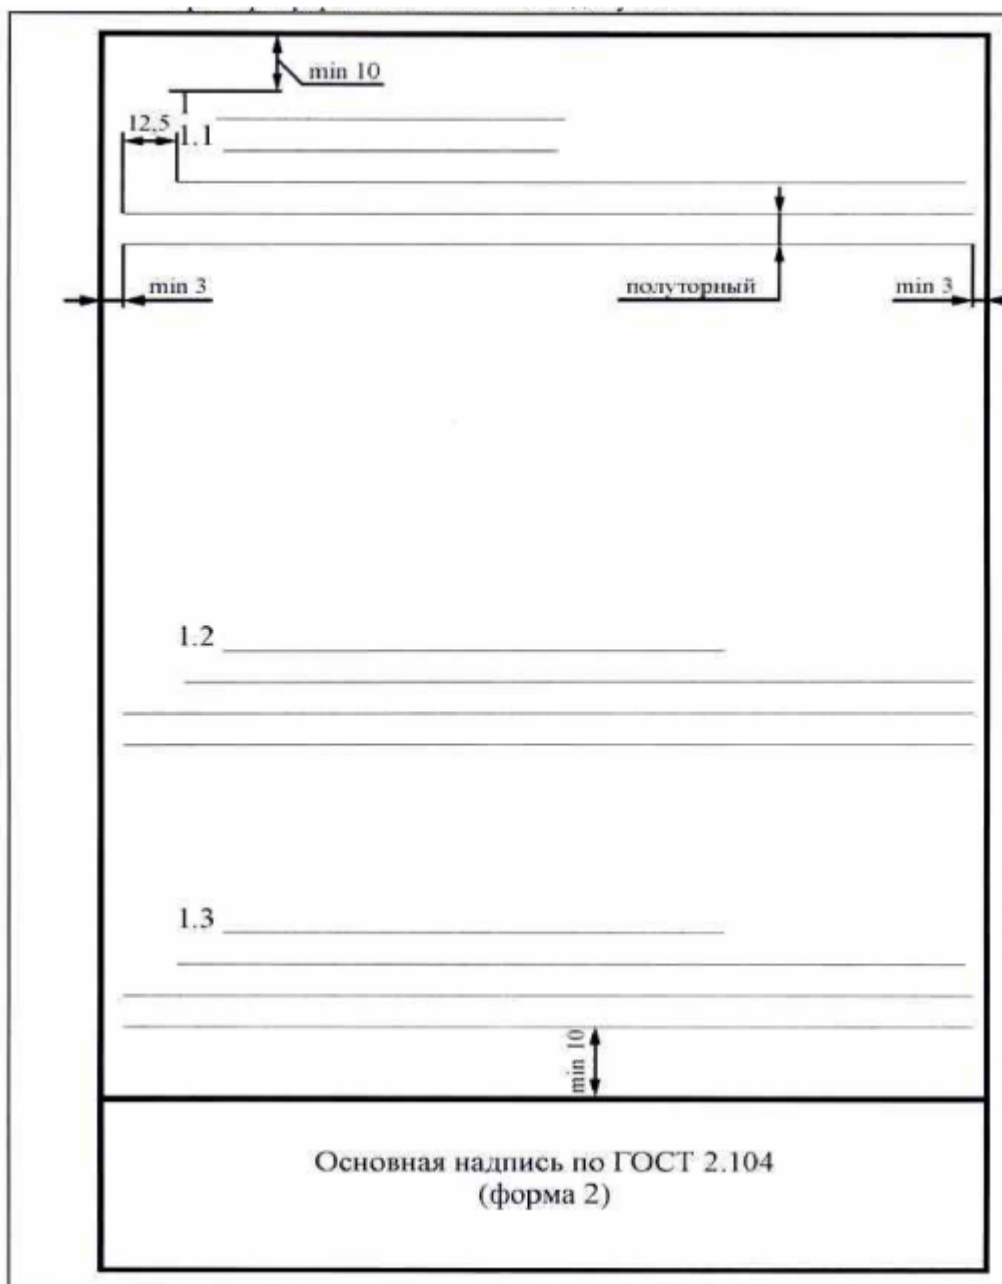 min 10
1
12,5
1.1
min 3
полуторный
min 3
1.2
1.3
min 10
Основная надпись по ГОСТ 2.104
(форма 2)